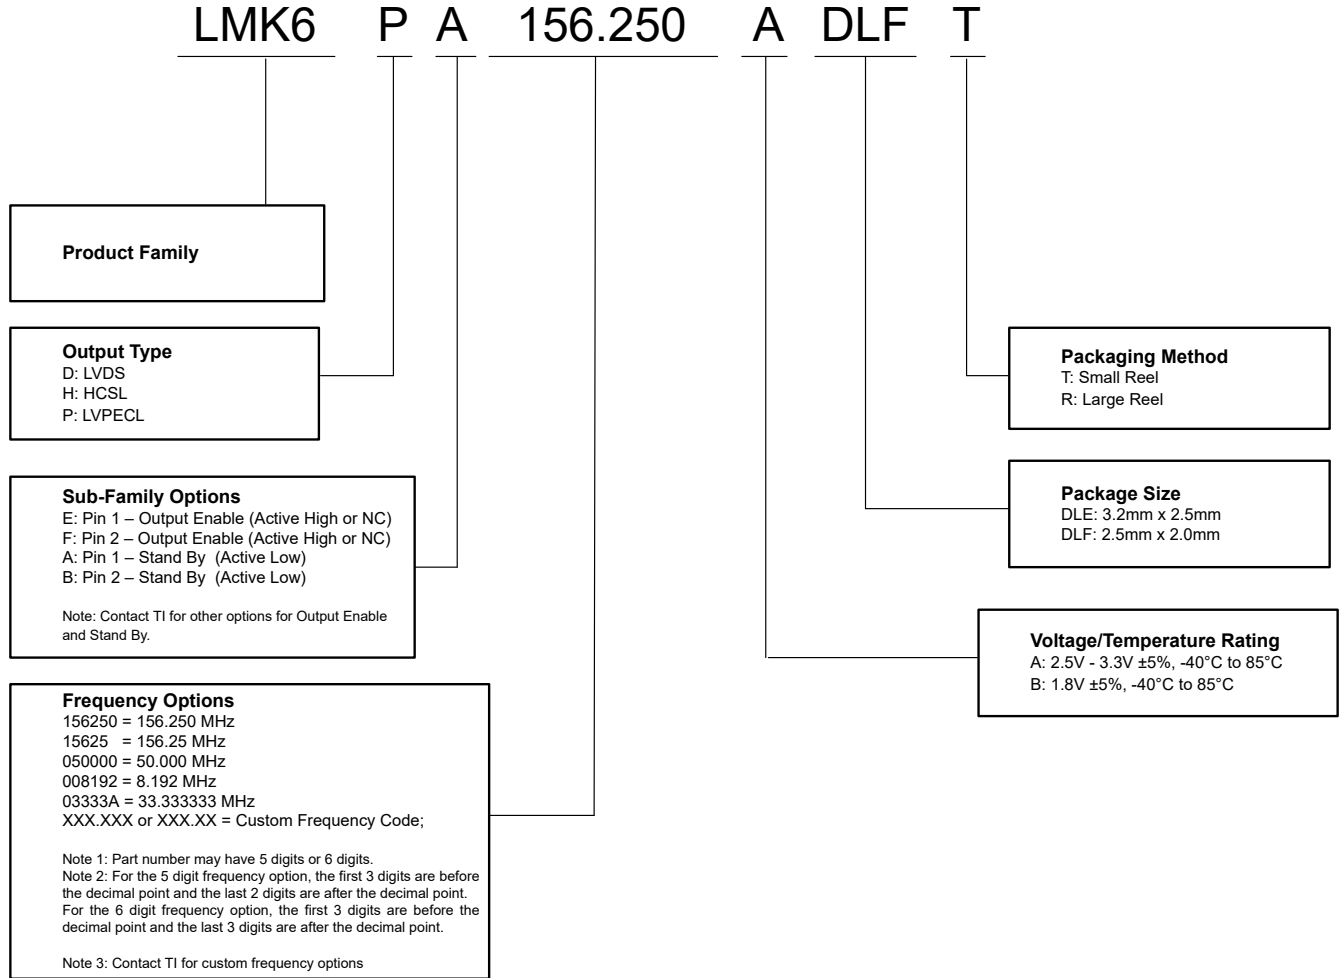 LMK6 P A 156.250 A DLF T
Product Family
Output Type
D: LVDS
H: HCSL
P: LVPECL
Sub-Family Options
E: Pin 1 – Output Enable (Active High or NC)
F: Pin 2 – Output Enable (Active High or NC)
A: Pin 1 – Stand By (Active Low)
B: Pin 2 – Stand By (Active Low)
Note: Contact TI for other options for Output Enable
and Stand By.
Frequency Options
156250 = 156.250 MHz
15625 = 156.25 MHz
050000 = 50.000 MHz
008192 = 8.192 MHz
03333A = 33.333333 MHz
XXX.XXX or XXX.XX = Custom Frequency Code;
Note 1: Part number may have 5 digits or 6 digits.
Note 2: For the 5 digit frequency option, the first 3 digits are before
the decimal point and the last 2 digits are after the decimal point.
For the 6 digit frequency option, the first 3 digits are before the
decimal point and the last 3 digits are after the decimal point.
Note 3: Contact TI for custom frequency options
Packaging Method
T: Small Reel
R: Large Reel
Package Size
DLE: 3.2mm x 2.5mm
DLF: 2.5mm x 2.0mm
Voltage/Temperature Rating
A: 2.5V - 3.3V ±5%, -40°C to 85°C
B: 1.8V ±5%, -40°C to 85°C